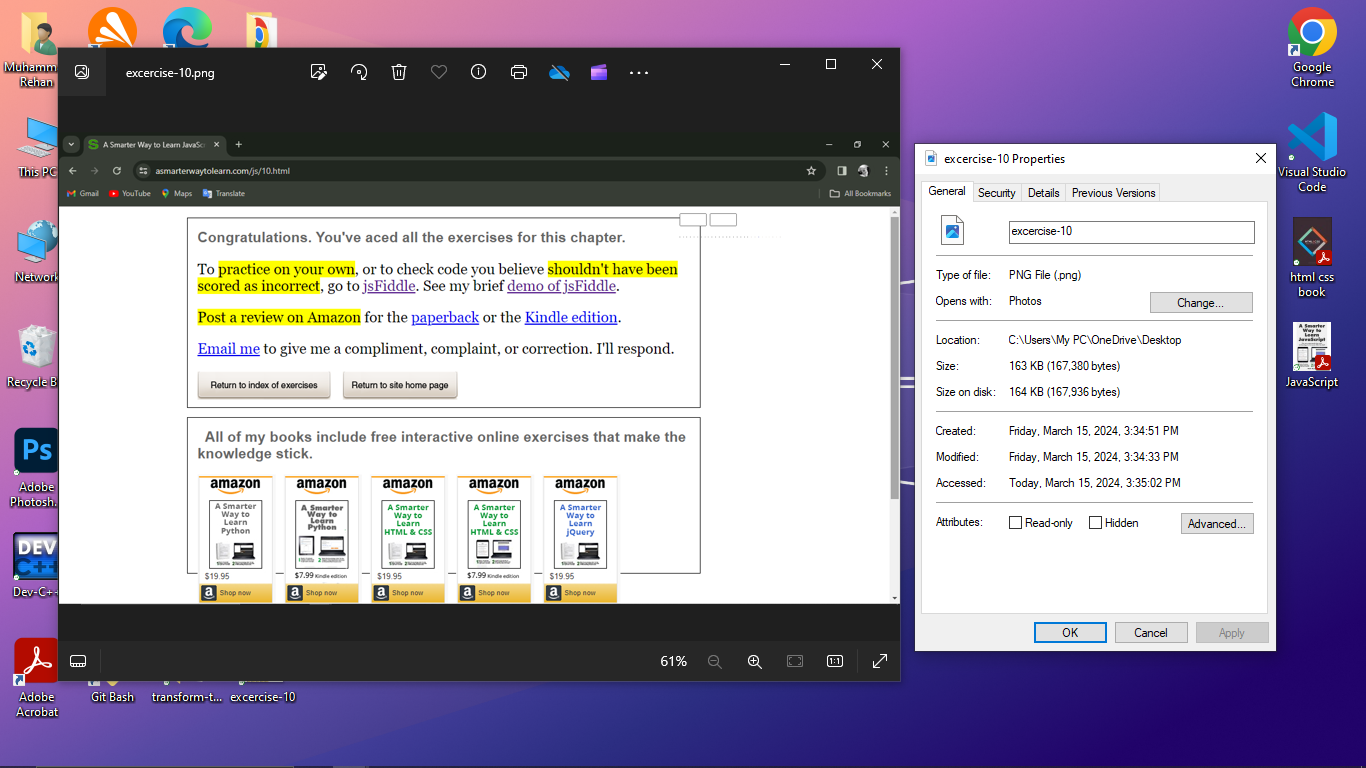 Muhamm
Rehan
This PC
Network
Recycle B
Ps
Adobe
Photosh...
DEV
C++
Dev-C++
Adobe
Acrobat
Git Bash
transform-t...
excercise-10
excercise-10.png
A Smarter Way to Learn JavaSc
asmarterwaytolearn.com/js/10.html
Gmail
YouTube
Maps
Translate
All Bookmarks
Congratulations. You've aced all the exercises for this chapter.
To practice on your own, or to check code you believe shouldn't have been
scored as incorrect, go to jsFiddle. See my brief demo of jsFiddle.
Post a review on Amazon for the paperback or the Kindle edition.
Email me to give me a compliment, complaint, or correction. I'll respond.
Return to index of exercises
Return to site home page
All of my books include free interactive online exercises that make the
knowledge stick.
amazon
A Smarter
Way to
Learn
Python
$19.95
Shop now
amazon
A Smarter
Way to
Learn
Python
$7.99 Kindle edition
Shop now
amazon
A Smarter
Way to
Learn
HTML & CSS
$19.95
Shop now
amazon
A Smarter
Way to
Learn
HTML & CSS
$7.99 Kindle edition
Shop now
amazon
A Smarter
Way to
Learn
jQuery
$19.95
Shop now
61%
1:1
excercise-10 Properties
General
Security
Details
Previous Versions
excercise-10
Type of file: PNG File (.png)
Opens with: Photos
Change...
Location: C:\Users\My PC\OneDrive\Desktop
Size: 163 KB (167,380 bytes)
Size on disk: 164 KB (167,936 bytes)
Created: Friday, March 15, 2024, 3:34:51 PM
Modified: Friday, March 15, 2024, 3:34:33 PM
Accessed: Today, March 15, 2024, 3:35:02 PM
Attributes: Read-only Hidden Advanced...
OK
Cancel
Apply
Google
Chrome
Visual Studio
Code
HTML&CSS
html css
book
A Smarter
Way to
Learn
JavaScript
JavaScript